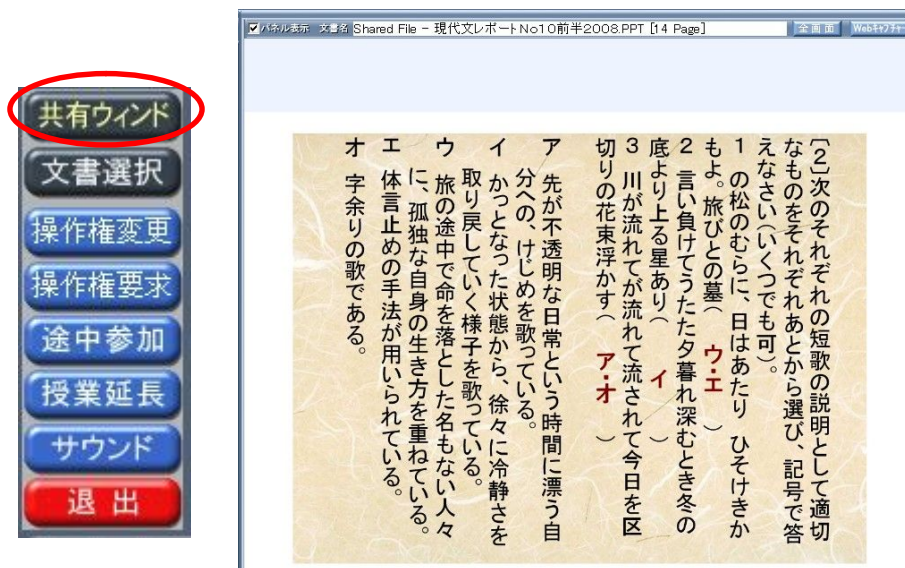 共有ウィンド
文書選択
操作権変更
操作権要求
途中参加
授業延長
サウンド
退出
パネル表示 文書名 Shared File - 現代文レポートNo10前半2008.PPT [14 Page] 全画面 Webｷｬﾌﾟﾁｬ
〔２〕次のそれぞれの短歌の説明として適切
なものをそれぞれあとから選び、記号で答
えなさい（いくつでも可）。
１ の松のむらに、日はあたり ひそけきか
もよ。旅びとの墓（ ウ・エ ）
２ 言い負けてうたた夕暮れ深むとき冬の
底より上る星あり（ イ ）
３ 川が流れてが流れて流されて今日を区
切りの花束浮かす（ ア・オ ）
ア 先が不透明な日常という時間に漂う自
分への、けじめを歌っている。
イ かっとなった状態から、徐々に冷静さを
取り戻していく様子を歌っている。
ウ 旅の途中で命を落とした名もない人々
に、孤独な自身の生き方を重ねている。
エ 体言止めの手法が用いられている。
オ 字余りの歌である。